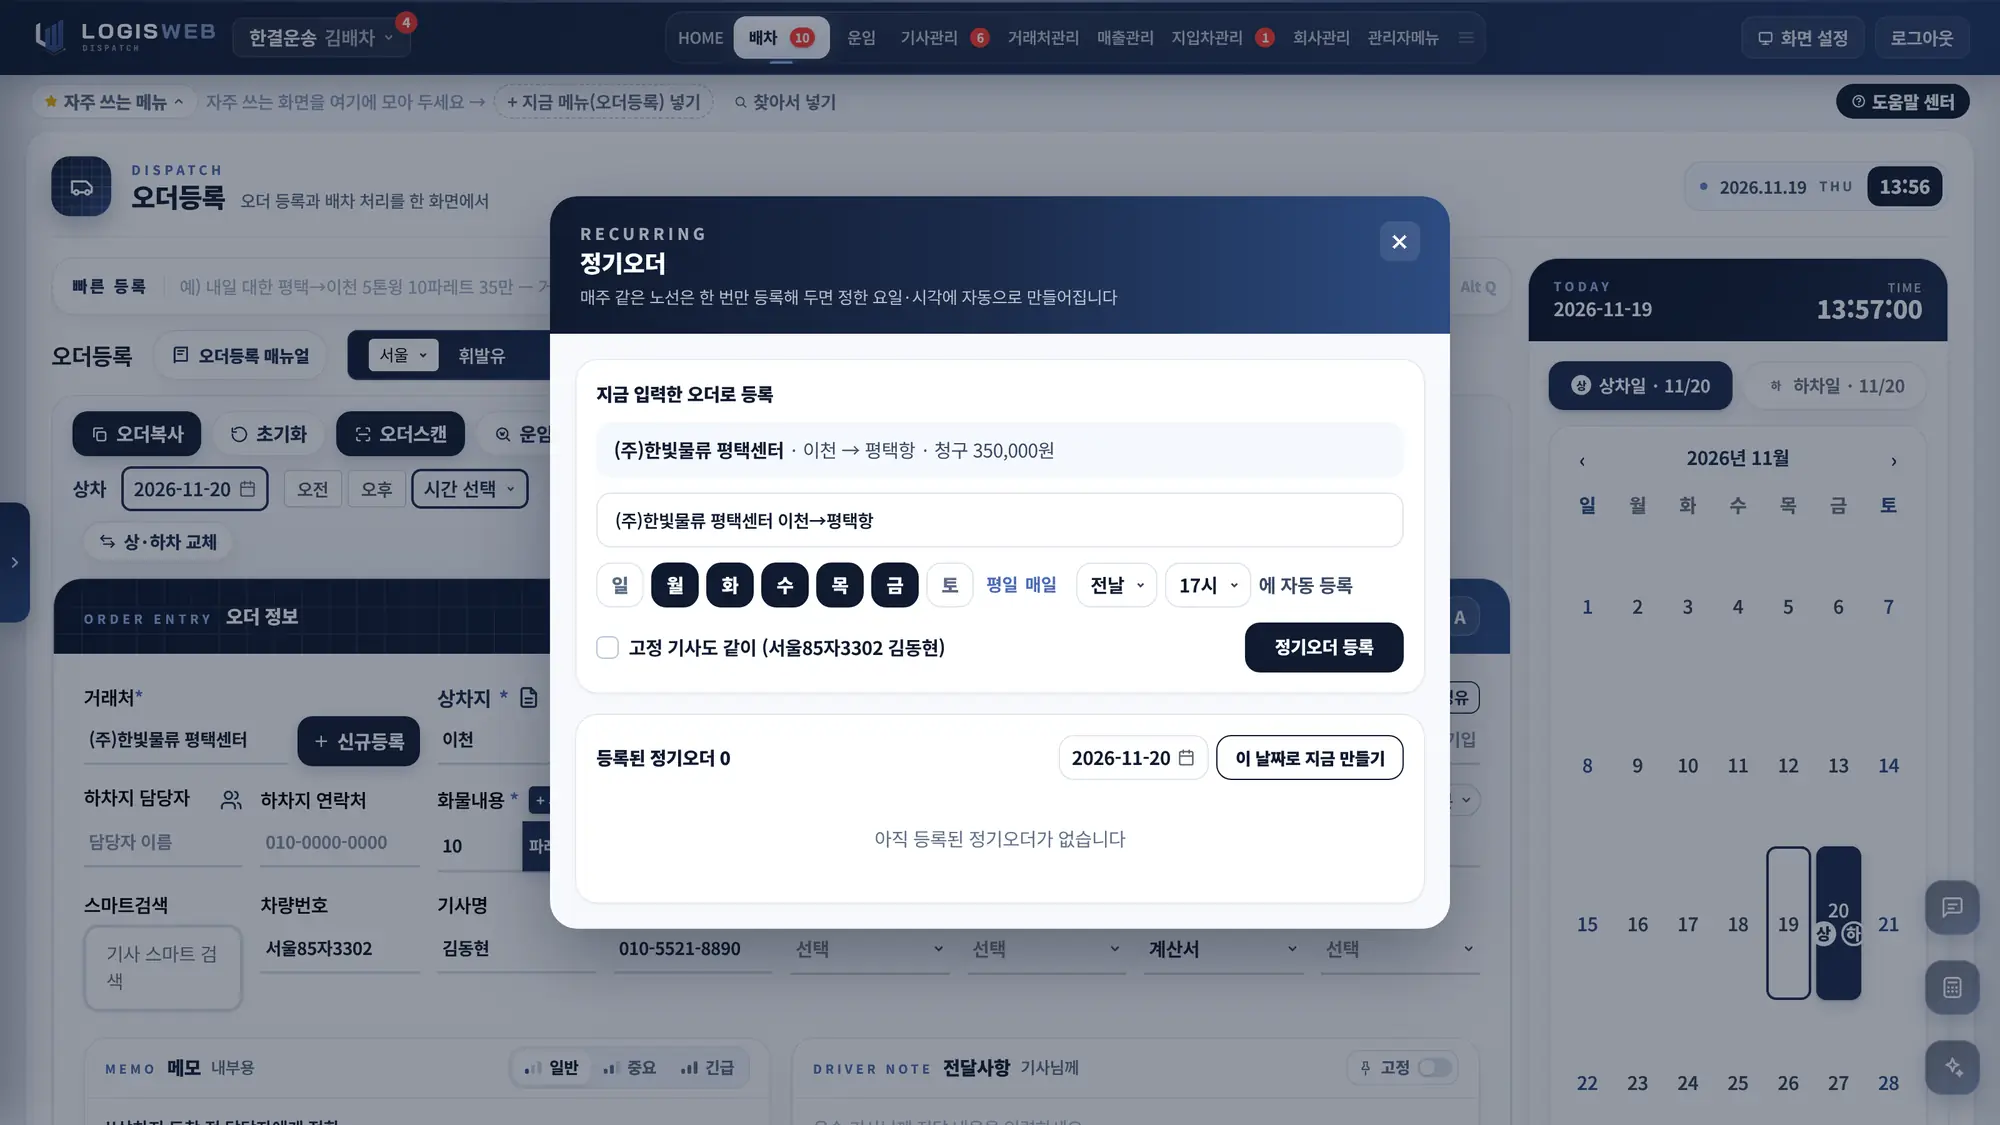 LOGISWEB
DISPATCH
한결운송 김배차
4
HOME
배차 10
운임
기사관리 6
거래처관리
매출관리
지입차관리 1
회사관리
관리자메뉴
화면 설정
로그아웃
자주 쓰는 메뉴
자주 쓰는 화면을 여기에 모아 두세요 →
+ 지금 메뉴(오더등록) 넣기
찾아서 넣기
도움말 센터
DISPATCH
오더등록 오더 등록과 배차 처리를 한 화면에서
2026.11.19 THU 13:56
빠른 등록 예) 내일 대한 평택→이천 5톤윙 10파레트 35만 —
Alt Q
오더등록
오더등록 매뉴얼
서울 휘발유
오더복사
초기화
오더스캔
운임
상차 2026-11-20 오전 오후 시간 선택
상·하차 교체
ORDER ENTRY 오더 정보
A
거래처*
(주)한빛물류 평택센터
+ 신규등록
상차지 *
이천
하차지 담당자
담당자 이름
하차지 연락처
010-0000-0000
화물내용 *
+
10
스마트검색
기사 스마트 검색
차량번호
서울85자3302
기사명
김동현
010-5521-8890
선택
선택
계산서
선택
MEMO 메모 내부용
일반 중요 긴급
DRIVER NOTE 전달사항 기사님께
고정
RECURRING
정기오더
매주 같은 노선은 한 번만 등록해 두면 정한 요일·시각에 자동으로 만들어집니다
지금 입력한 오더로 등록
(주)한빛물류 평택센터 · 이천 → 평택항 · 청구 350,000원
(주)한빛물류 평택센터 이천→평택항
일 월 화 수 목 금 토 평일 매일 전날 17시 에 자동 등록
고정 기사도 같이 (서울85자3302 김동현)
정기오더 등록
등록된 정기오더 0
2026-11-20
이 날짜로 지금 만들기
아직 등록된 정기오더가 없습니다
TODAY
2026-11-19
TIME
13:57:00
상 상차일 · 11/20
하 하차일 · 11/20
‹ 2026년 11월 ›
일 월 화 수 목 금 토
1 2 3 4 5 6 7
8 9 10 11 12 13 14
15 16 17 18 19 20 21
상 하
22 23 24 25 26 27 28